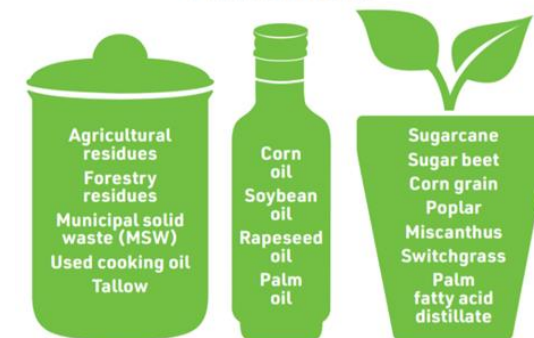 Agricultural
residues
Forestry
residues
Municipal solid
waste (MSW)
Used cooking oil
Tallow
Corn
oil
Soybean
oil
Rapeseed
oil
Palm
oil
Sugarcane
Sugar beet
Corn grain
Poplar
Miscanthus
Switchgrass
Palm
fatty acid
distillate